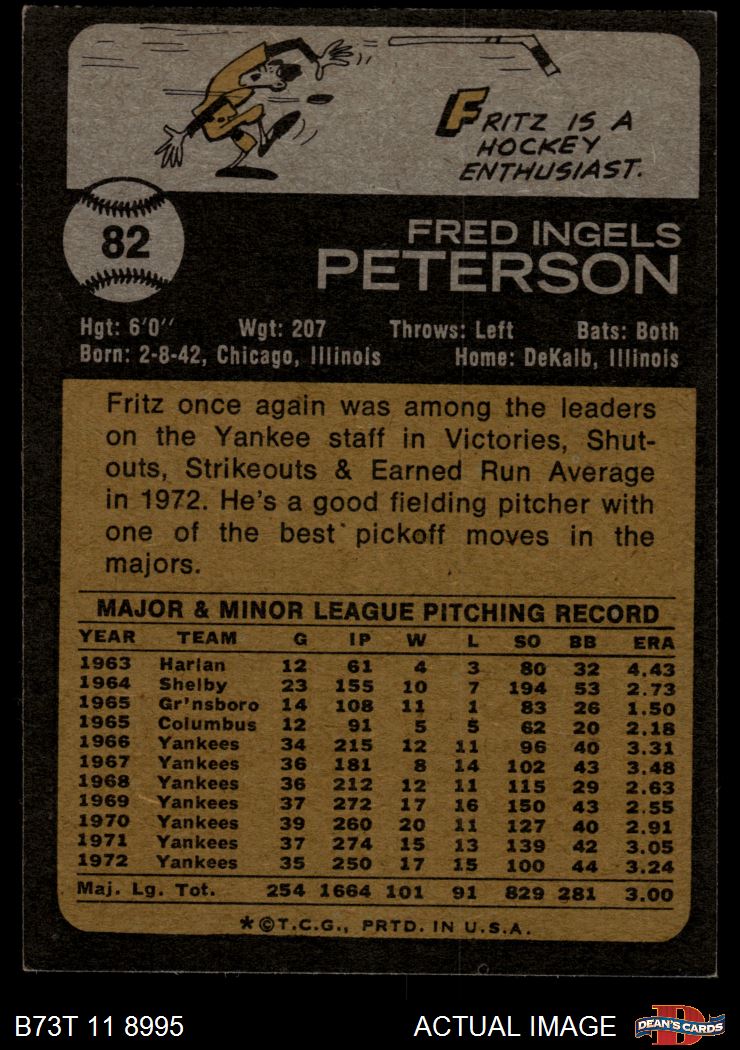 FRITZ IS A
HOCKEY
ENTHUSIAST.
82
FRED INGELS
PETERSON
Hgt: 6'0" Wgt: 207 Throws: Left Bats: Both
Born: 2-8-42, Chicago, Illinois Home: DeKalb, Illinois
Fritz once again was among the leaders
on the Yankee staff in Victories, Shut-
outs, Strikeouts & Earned Run Average
in 1972. He's a good fielding pitcher with
one of the best pickoff moves in the
majors.
MAJOR & MINOR LEAGUE PITCHING RECORD
YEAR TEAM G IP W L SO BB ERA
1963 Harlan 12 61 4 3 80 32 4.43
1964 Shelby 23 155 10 7 194 53 2.73
1965 Gr'nsboro 14 108 11 1 83 26 1.50
1965 Columbus 12 91 5 5 62 20 2.18
1966 Yankees 34 215 12 11 96 40 3.31
1967 Yankees 36 181 8 14 102 43 3.48
1968 Yankees 36 212 12 11 115 29 2.63
1969 Yankees 37 272 17 16 150 43 2.55
1970 Yankees 39 260 20 11 127 40 2.91
1971 Yankees 37 274 15 13 139 42 3.05
1972 Yankees 35 250 17 15 100 44 3.24
Maj. Lg. Tot. 254 1664 101 91 829 281 3.00
*©T.C.G., PRTD. IN U.S.A.
B73T 11 8995 ACTUAL IMAGE D DEAN'S CARDS